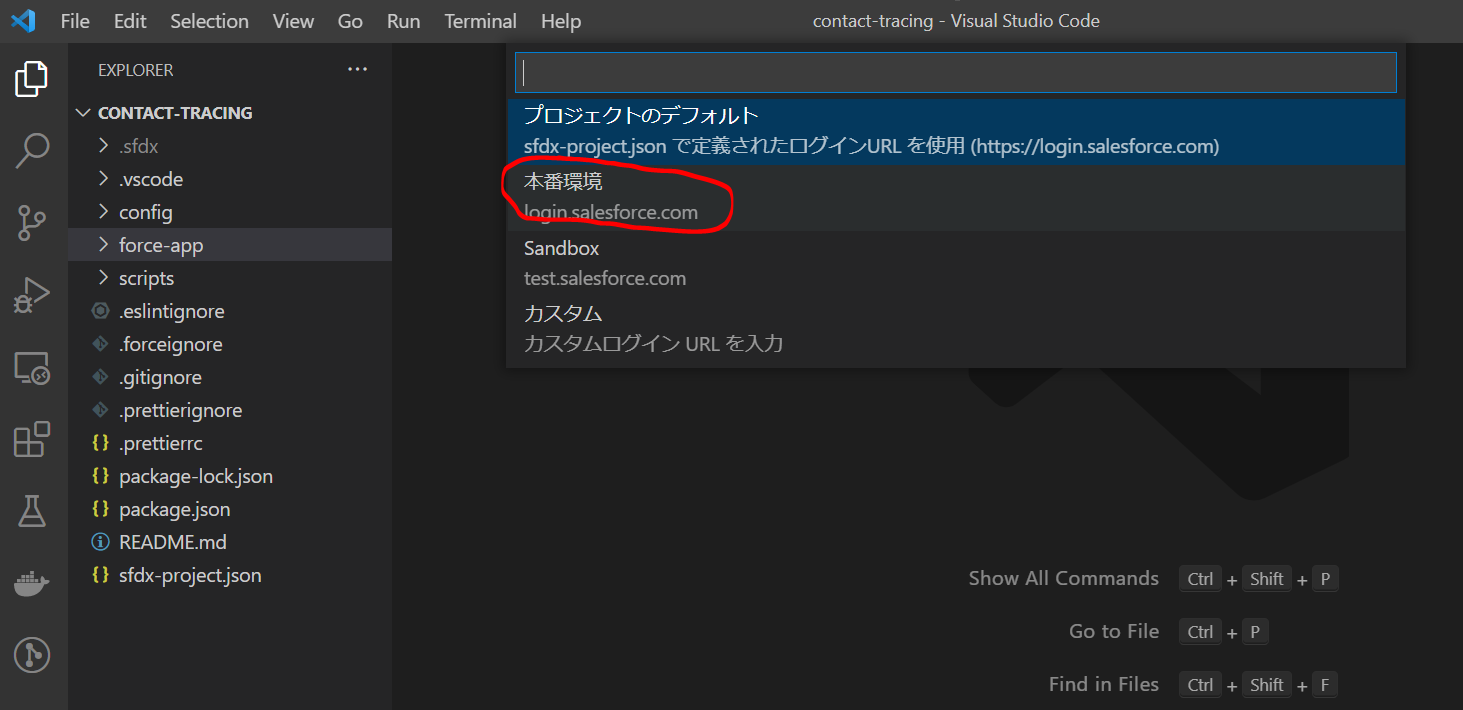 File Edit Selection View Go Run Terminal Help contact-tracing - Visual Studio Code
EXPLORER
CONTACT-TRACING
.sfdx
.vscode
config
force-app
scripts
.eslintignore
.forceignore
.gitignore
.prettierignore
.prettierrc
package-lock.json
package.json
README.md
sfdx-project.json
プロジェクトのデフォルト
sfdx-project.json で定義されたログインURL を使用 (https://login.salesforce.com)
本番環境
login.salesforce.com
Sandbox
test.salesforce.com
カスタム
カスタムログイン URL を入力
Show All Commands Ctrl + Shift + P
Go to File Ctrl + P
Find in Files Ctrl + Shift + F